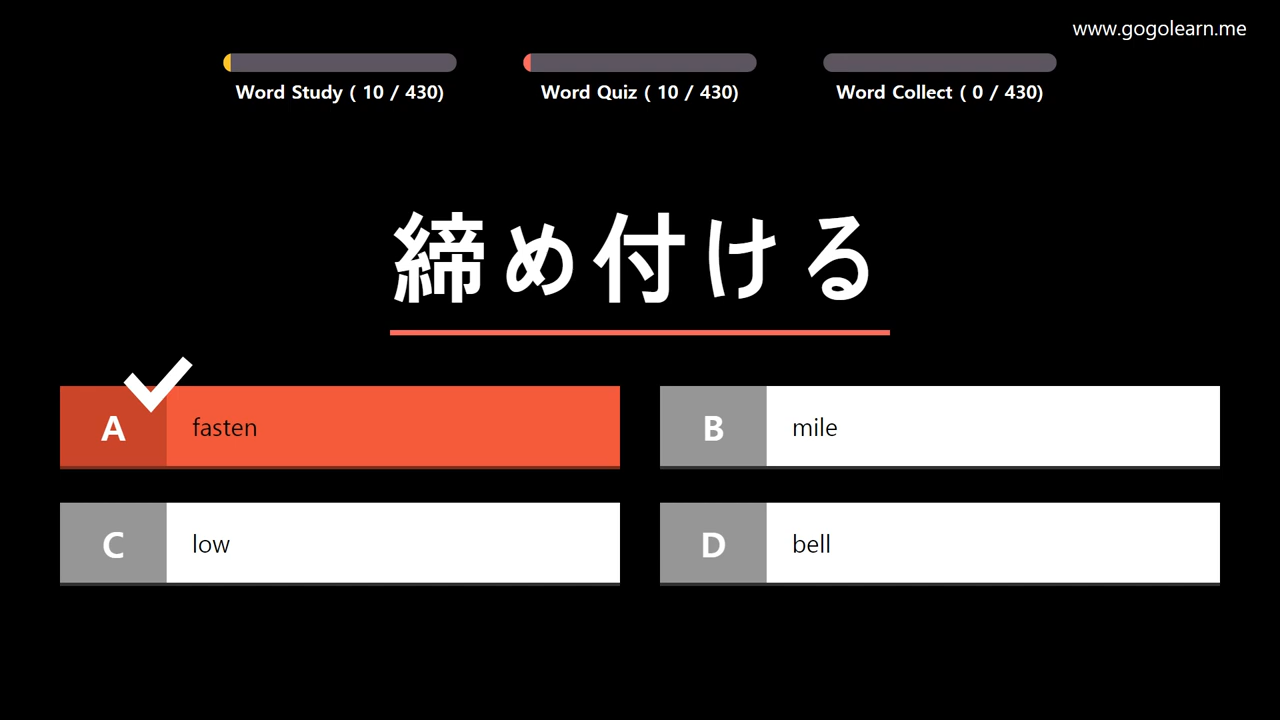 www.gogolearn.me
Word Study ( 10 / 430)
Word Quiz ( 10 / 430)
Word Collect ( 0 / 430)
締め付ける
A fasten
B mile
C low
D bell